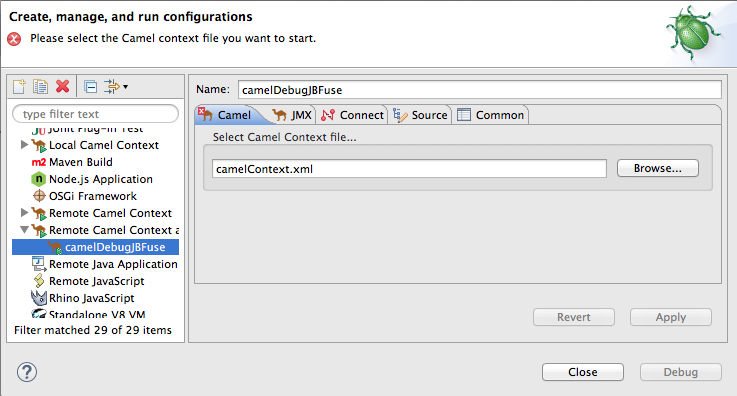 Create, manage, and run configurations
Please select the Camel context file you want to start.
Name: camelDebugJBFuse
type filter text
Camel JMX Connect Source Common
JUnit Plug-in Test
Local Camel Context
Maven Build
Node.js Application
OSGi Framework
Remote Camel Context
Remote Camel Context a
camelDebugJBFuse
Remote Java Application
Remote JavaScript
Rhino JavaScript
Standalone V8 VM
Filter matched 29 of 29 items
Select Camel Context file...
camelContext.xml Browse...
Revert Apply
? Close Debug